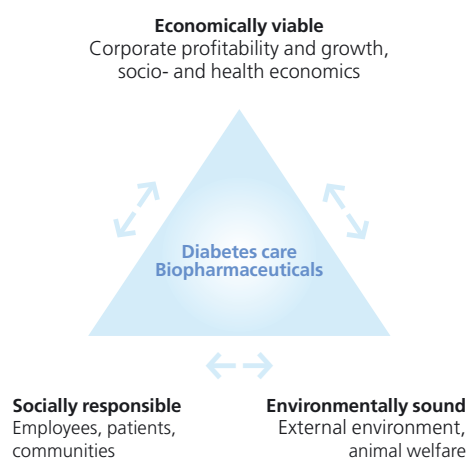 Economically viable
Corporate profitability and growth,
socio- and health economics
Diabetes care
Biopharmaceuticals
Socially responsible
Employees, patients,
communities
Environmentally sound
External environment,
animal welfare